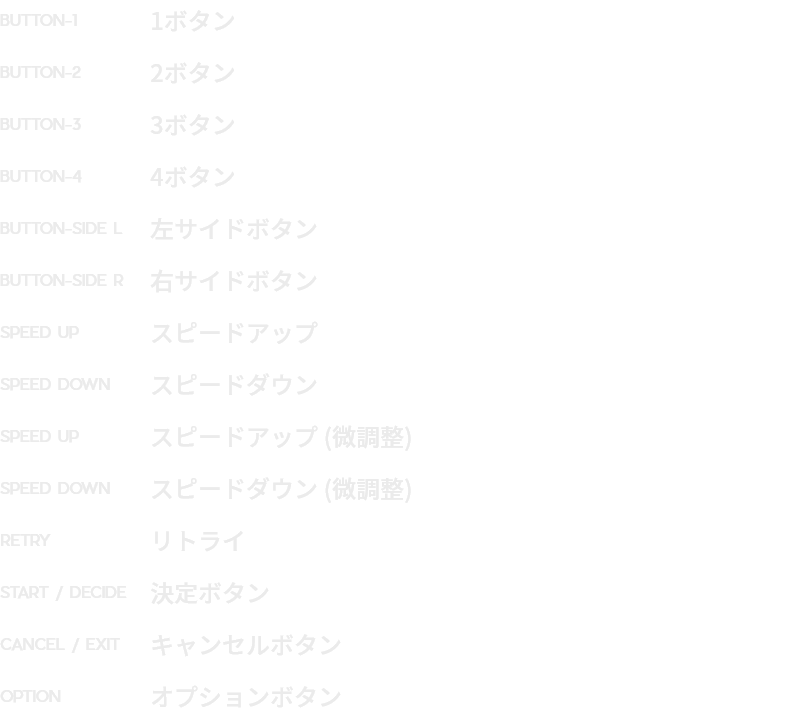 BUTTON-1 1ボタン
BUTTON-2 2ボタン
BUTTON-3 3ボタン
BUTTON-4 4ボタン
BUTTON-SIDE L 左サイドボタン
BUTTON-SIDE R 右サイドボタン
SPEED UP スピードアップ
SPEED DOWN スピードダウン
SPEED UP スピードアップ (微調整)
SPEED DOWN スピードダウン (微調整)
RETRY リトライ
START / DECIDE 決定ボタン
CANCEL / EXIT キャンセルボタン
OPTION オプションボタン